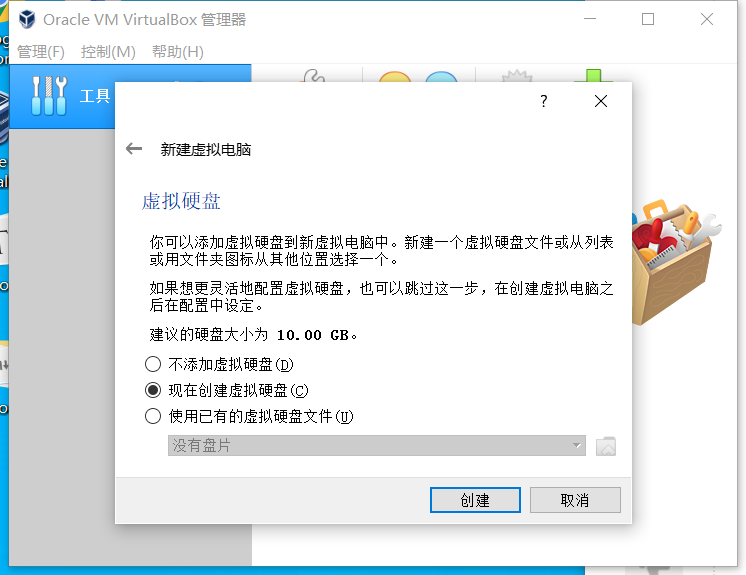 Oracle VM VirtualBox 管理器
管理(F) 控制(M) 帮助(H)
工具
?
新建虚拟电脑
虚拟硬盘
你可以添加虚拟硬盘到新虚拟电脑中。新建一个虚拟硬盘文件或从列表
或用文件夹图标从其他位置选择一个。
如果想更灵活地配置虚拟硬盘，也可以跳过这一步，在创建虚拟电脑之
后在配置中设定。
建议的硬盘大小为 10.00 GB。
不添加虚拟硬盘(D)
现在创建虚拟硬盘(C)
使用已有的虚拟硬盘文件(U)
没有盘片
创建 取消